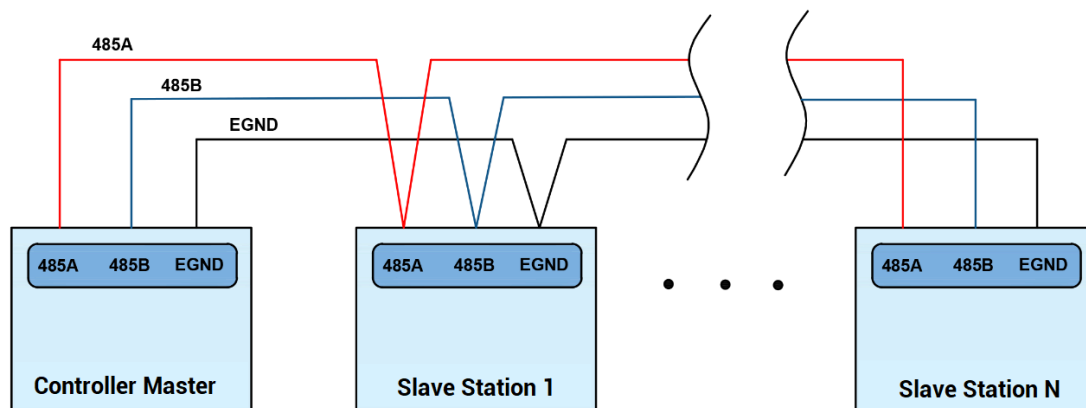 485A
485B
EGND
485A 485B EGND
485A 485B EGND
485A 485B EGND
Controller Master
Slave Station 1
Slave Station N